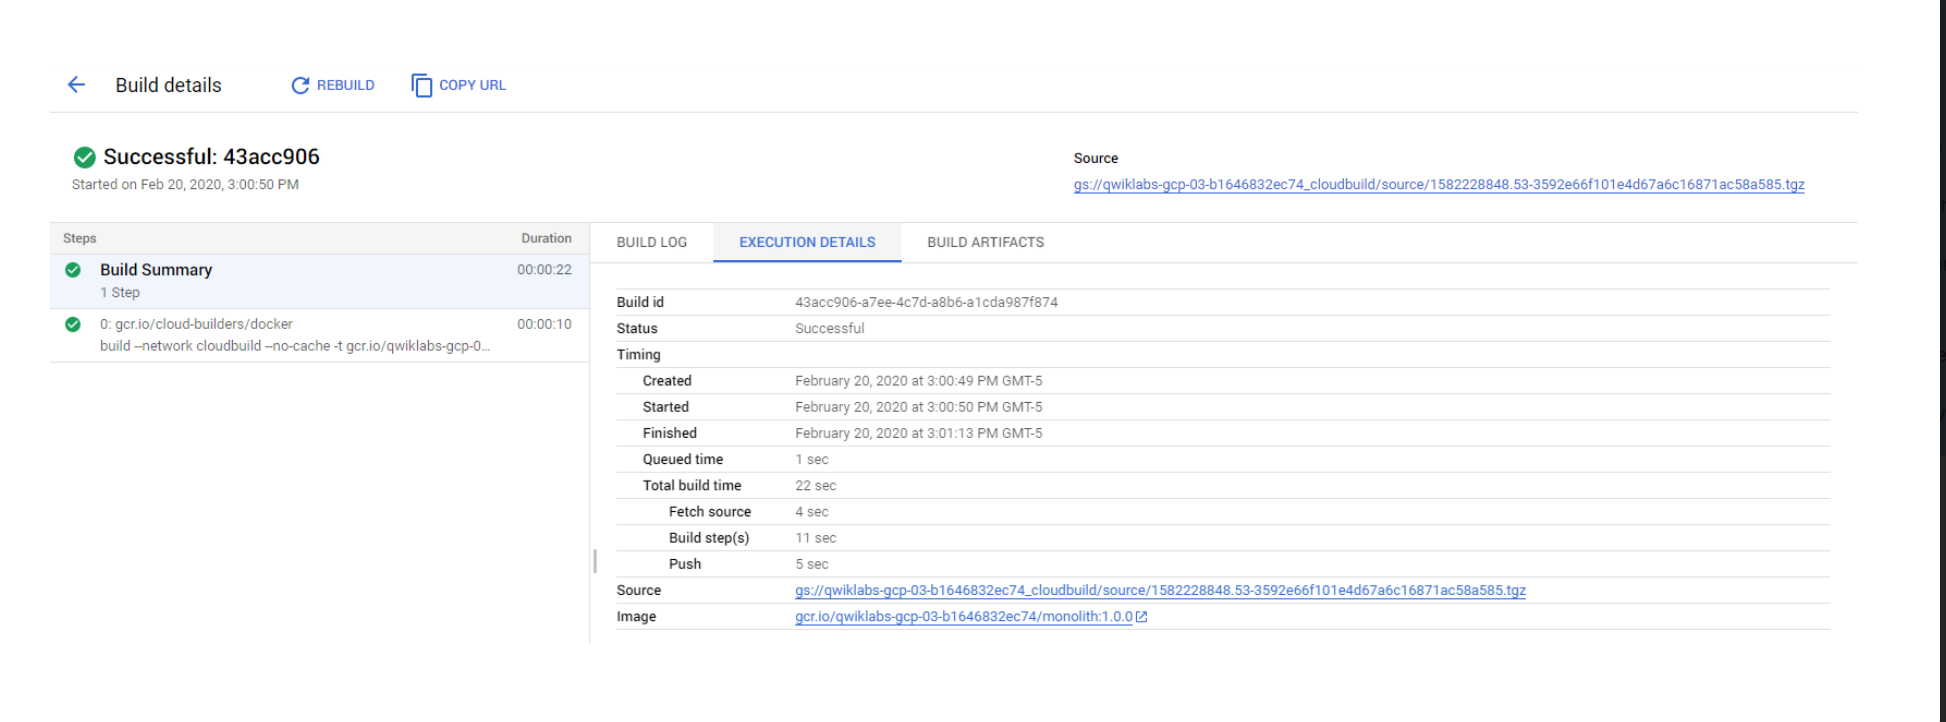 Build details REBUILD COPY URL
Successful: 43acc906
Started on Feb 20, 2020, 3:00:50 PM
Source
gs://qwiklabs-gcp-03-b1646832ec74_cloudbuild/source/1582228848.53-3592e66f101e4d67a6c16871ac58a585.tgz
Steps Duration
Build Summary 00:00:22
1 Step
0: gcr.io/cloud-builders/docker 00:00:10
build --network cloudbuild --no-cache -t gcr.io/qwiklabs-gcp-0...
BUILD LOG EXECUTION DETAILS BUILD ARTIFACTS
Build id 43acc906-a7ee-4c7d-a8b6-a1cda987f874
Status Successful
Timing
Created February 20, 2020 at 3:00:49 PM GMT-5
Started February 20, 2020 at 3:00:50 PM GMT-5
Finished February 20, 2020 at 3:01:13 PM GMT-5
Queued time 1 sec
Total build time 22 sec
Fetch source 4 sec
Build step(s) 11 sec
Push 5 sec
Source gs://qwiklabs-gcp-03-b1646832ec74_cloudbuild/source/1582228848.53-3592e66f101e4d67a6c16871ac58a585.tgz
Image gcr.io/qwiklabs-gcp-03-b1646832ec74/monolith:1.0.0